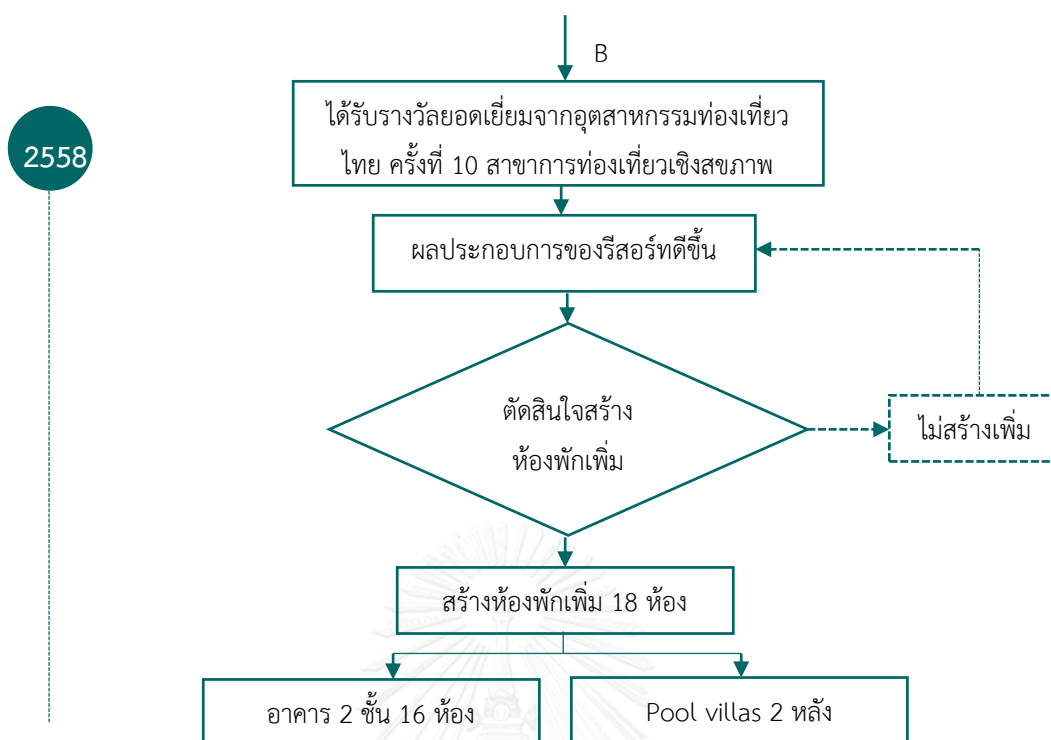 B
ได้รับรางวัลยอดเยี่ยมจากอุตสาหกรรมท่องเที่ยว
ไทย ครั้งที่ 10 สาขาการท่องเที่ยวเชิงสขภาพ
2558
ผลประกอบการของรีสอร์ทดีขึ้น
ตัดสินใจสร้าง
ห้องพักเพิ่ม
ไม่สร้างเพิ่ม
สร้างห้องพักเพิ่ม 18 ห้อง
อาคาร 2 ชั้น 16 ห้อง
Pool villas 2 หลัง